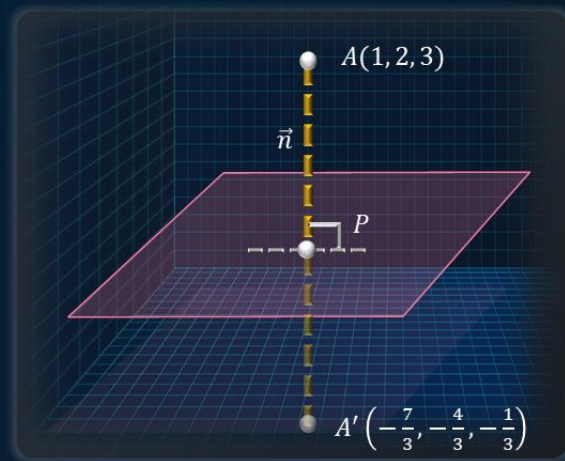 A(1, 2, 3)
n⃗
P
A′(−7/3, −4/3, −1/3)